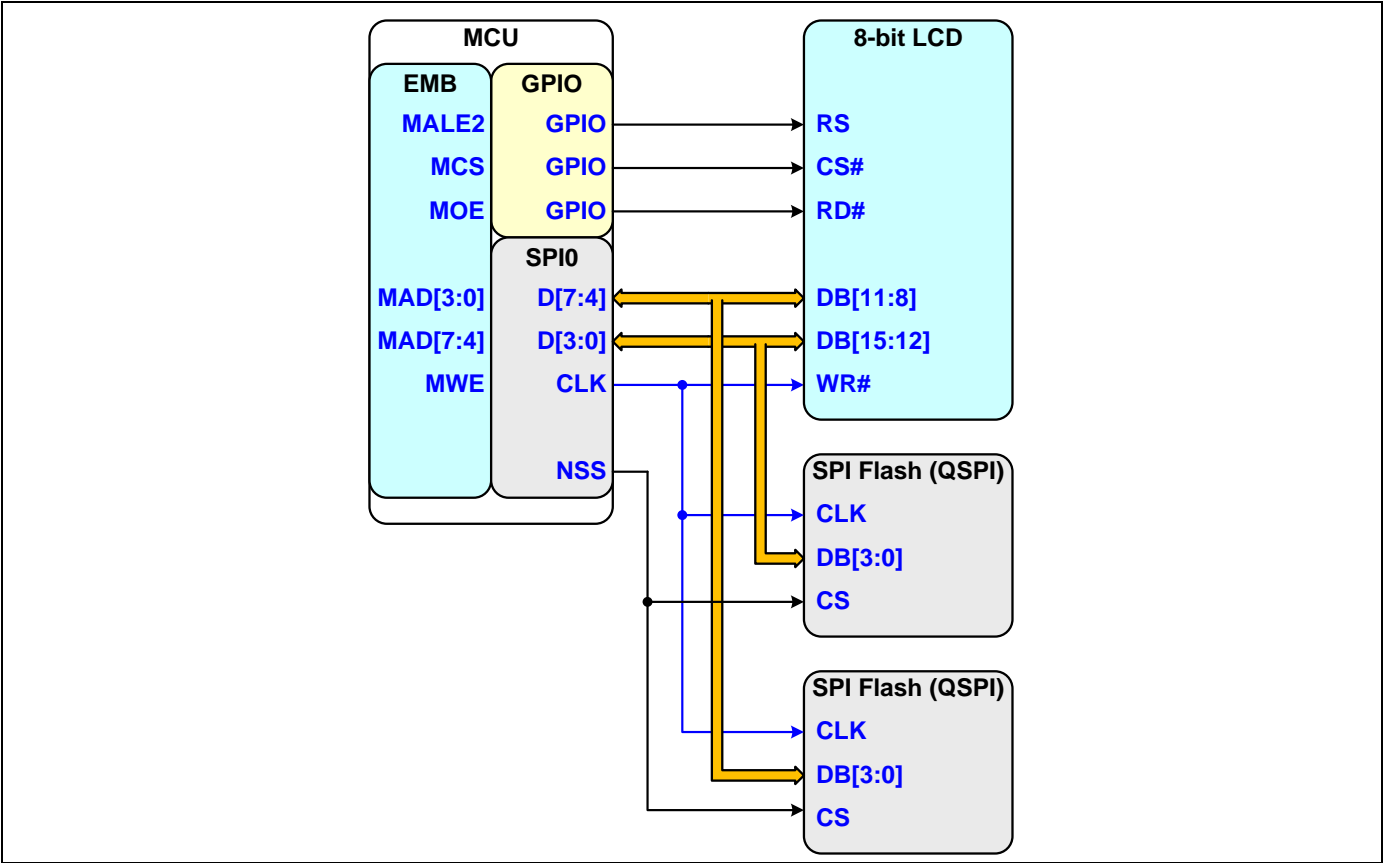 MCU
EMB
GPIO
MALE2
GPIO
MCS
GPIO
MOE
GPIO
SPI0
MAD[3:0]
D[7:4]
MAD[7:4]
D[3:0]
MWE
CLK
NSS
8-bit LCD
RS
CS#
RD#
DB[11:8]
DB[15:12]
WR#
SPI Flash (QSPI)
CLK
DB[3:0]
CS
SPI Flash (QSPI)
CLK
DB[3:0]
CS